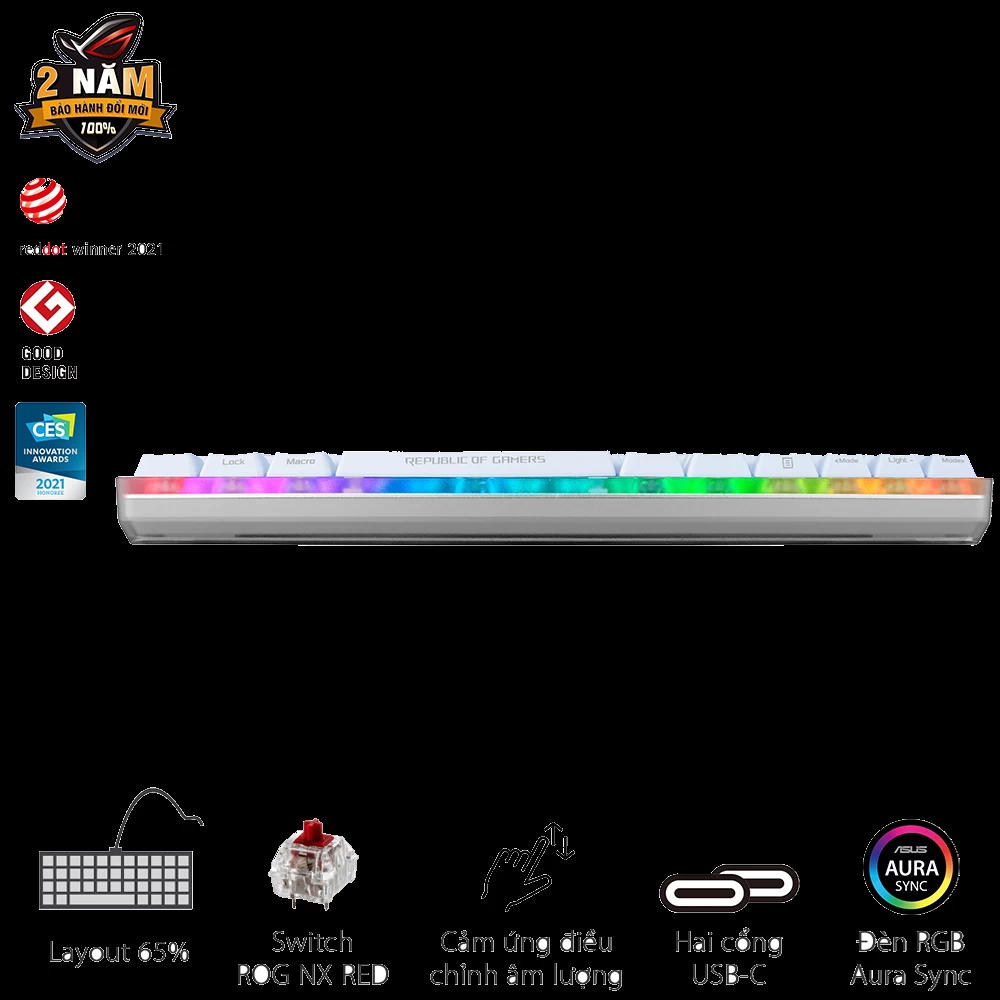 2 NĂM
BẢO HÀNH ĐỔI MỚI
100%
reddot winner 2021
GOOD
DESIGN
CES
INNOVATION
AWARDS
2021
HONOREE
Lock
Macro
REPUBLIC OF GAMERS
<Mode
Light -
Mode>
Layout 65%
Switch
ROG NX RED
Cảm ứng điều
chỉnh âm lượng
Hai cổng
USB-C
ASUS
AURA
SYNC
Đèn RGB
Aura Sync